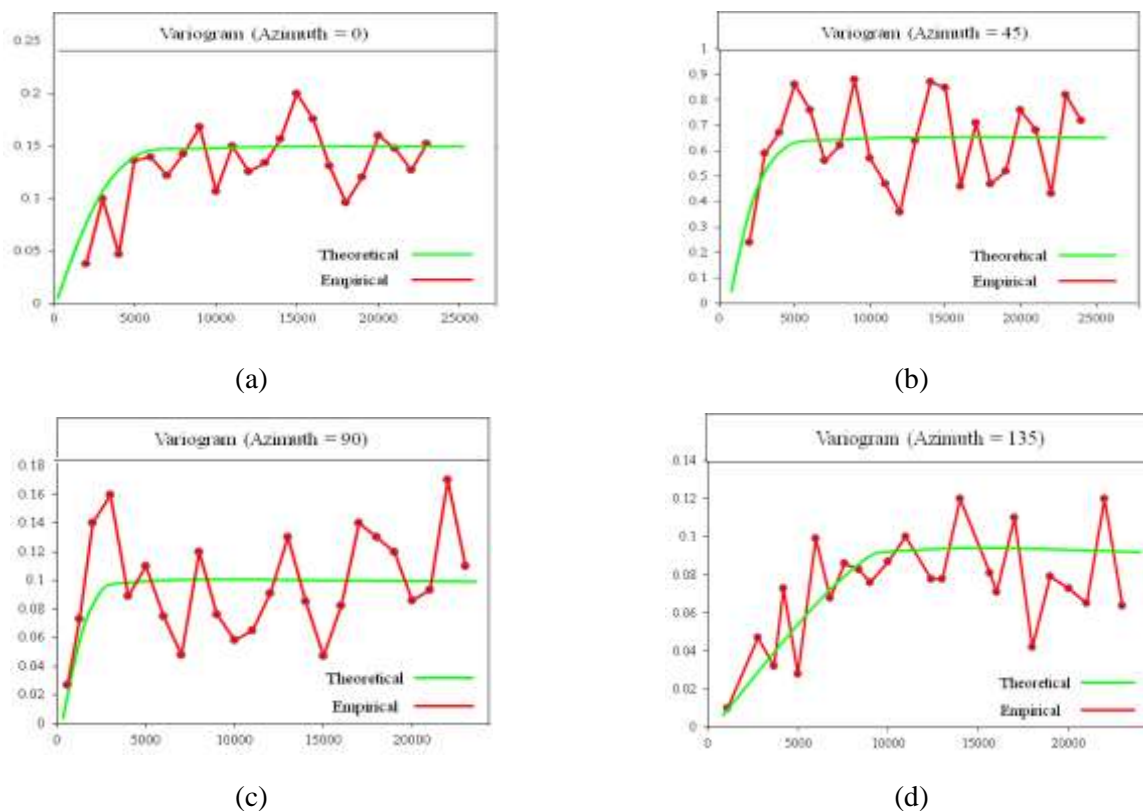 Variogram (Azimuth = 0)
0.25
0.2
0.15
0.1
0.05
0
Theoretical
Empirical
0 5000 10000 15000 20000 25000
(a)
Variogram (Azimuth = 45)
1
0.9
0.8
0.7
0.6
0.5
0.4
0.3
0.2
0.1
0
Theoretical
Empirical
0 5000 10000 15000 20000 25000
(b)
Variogram (Azimuth = 90)
0.18
0.16
0.14
0.12
0.1
0.08
0.06
0.04
0.02
0
Theoretical
Empirical
0 5000 10000 15000 20000
(c)
Variogram (Azimuth = 135)
0.14
0.12
0.1
0.08
0.06
0.04
0.02
0
Theoretical
Empirical
0 5000 10000 15000 20000
(d)